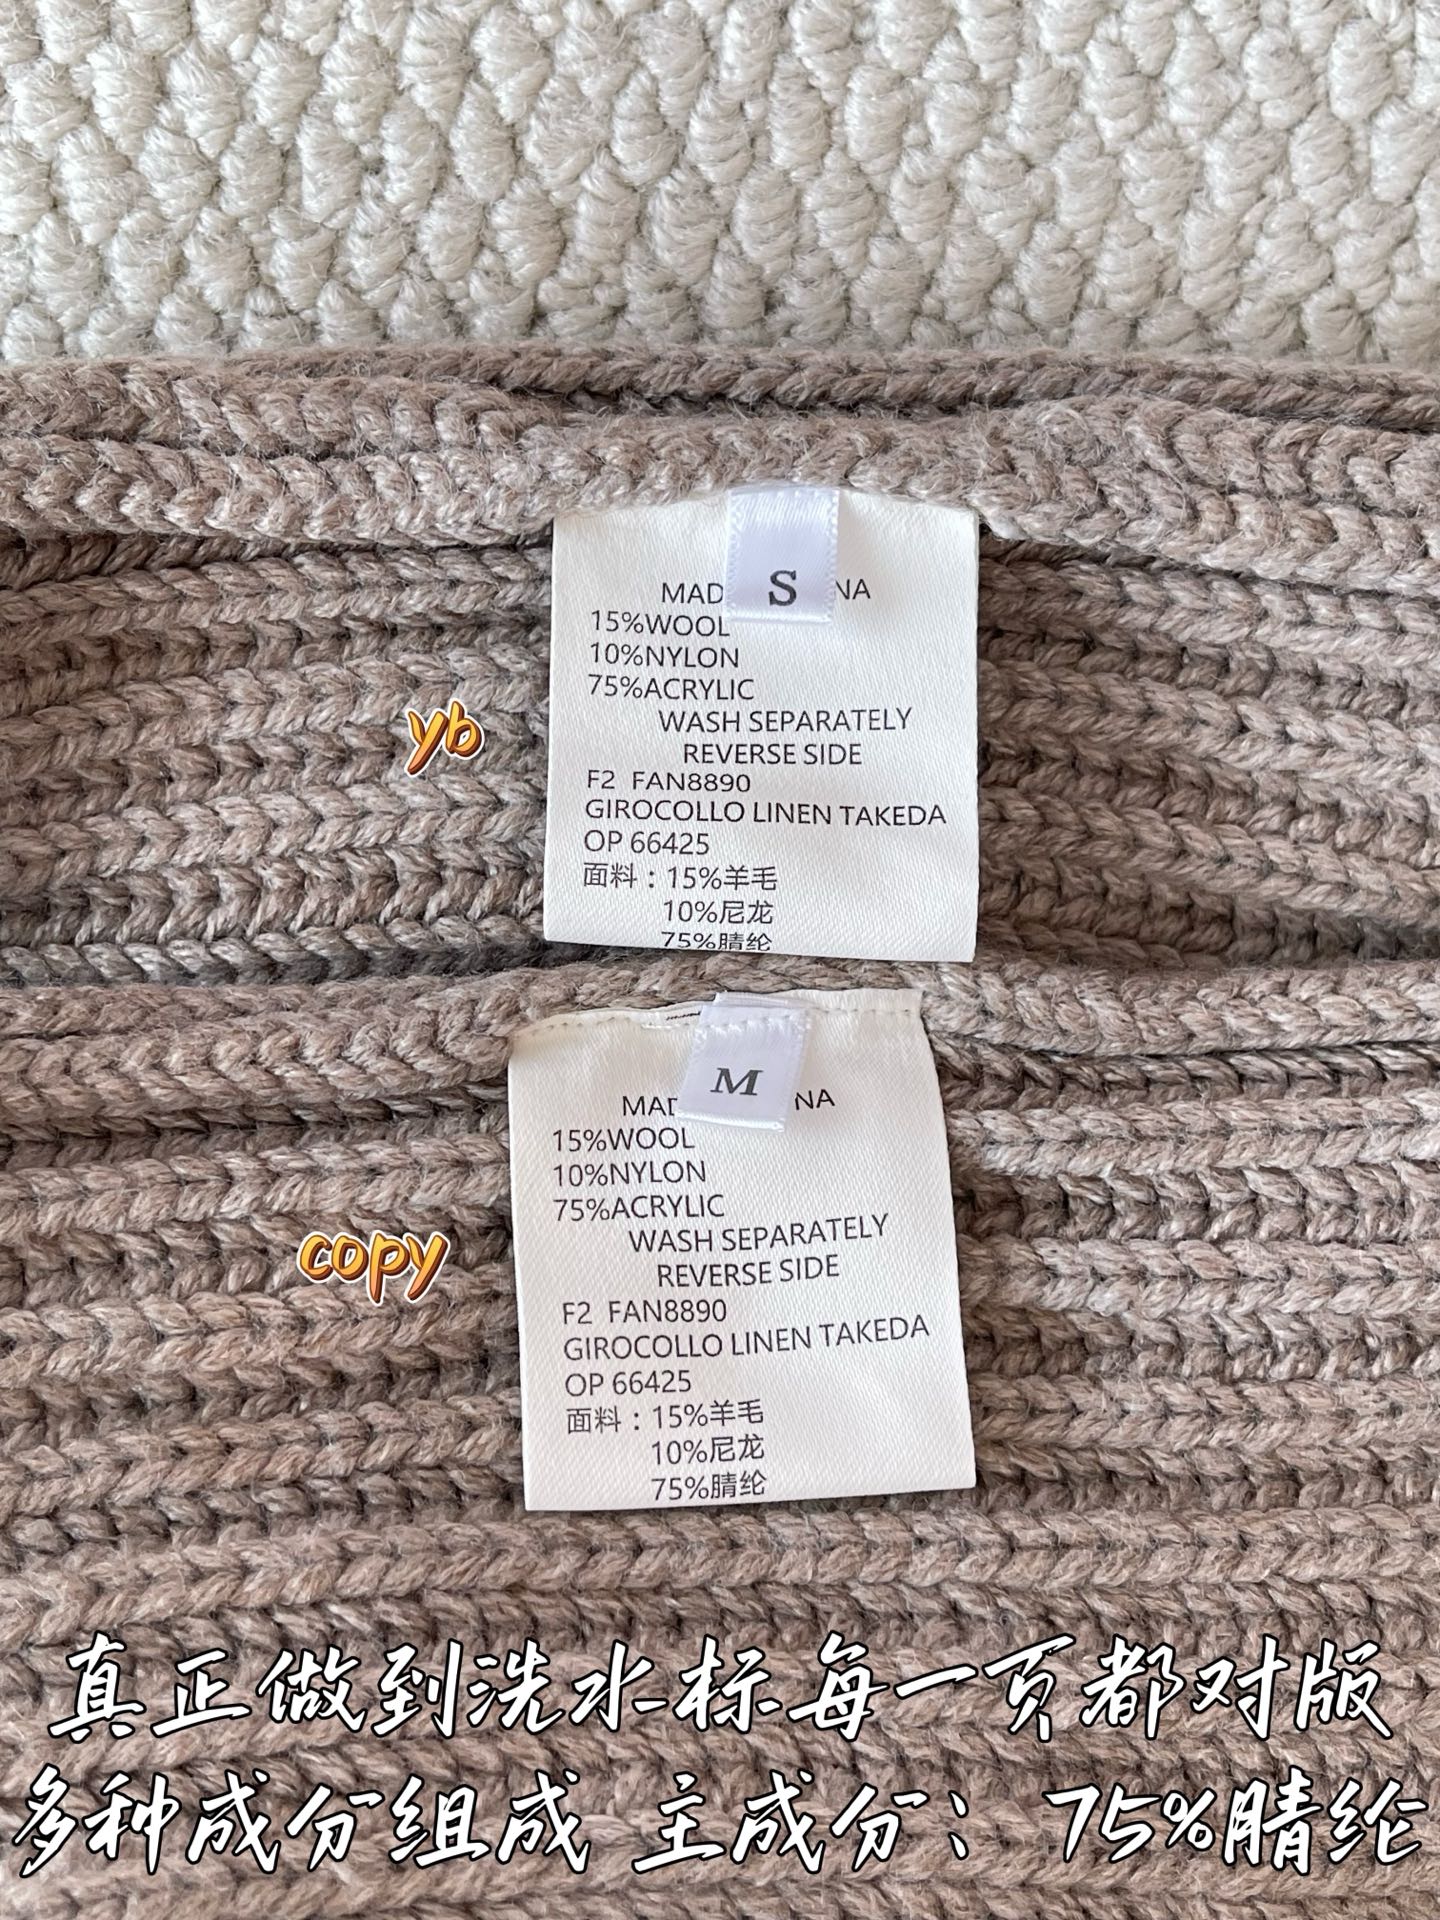 S
MAD NA
15%WOOL
10%NYLON
75%ACRYLIC
WASH SEPARATELY
REVERSE SIDE
F2 FAN8890
GIROCOLLO LINEN TAKEDA
OP 66425
面料：15%羊毛
10%尼龙
75%腈纶
yb
M
MAD NA
15%WOOL
10%NYLON
75%ACRYLIC
WASH SEPARATELY
REVERSE SIDE
F2 FAN8890
GIROCOLLO LINEN TAKEDA
OP 66425
面料：15%羊毛
10%尼龙
75%腈纶
copy
真正做到洗水标每一页都对版
多种成分组成 主成分：75%腈纶